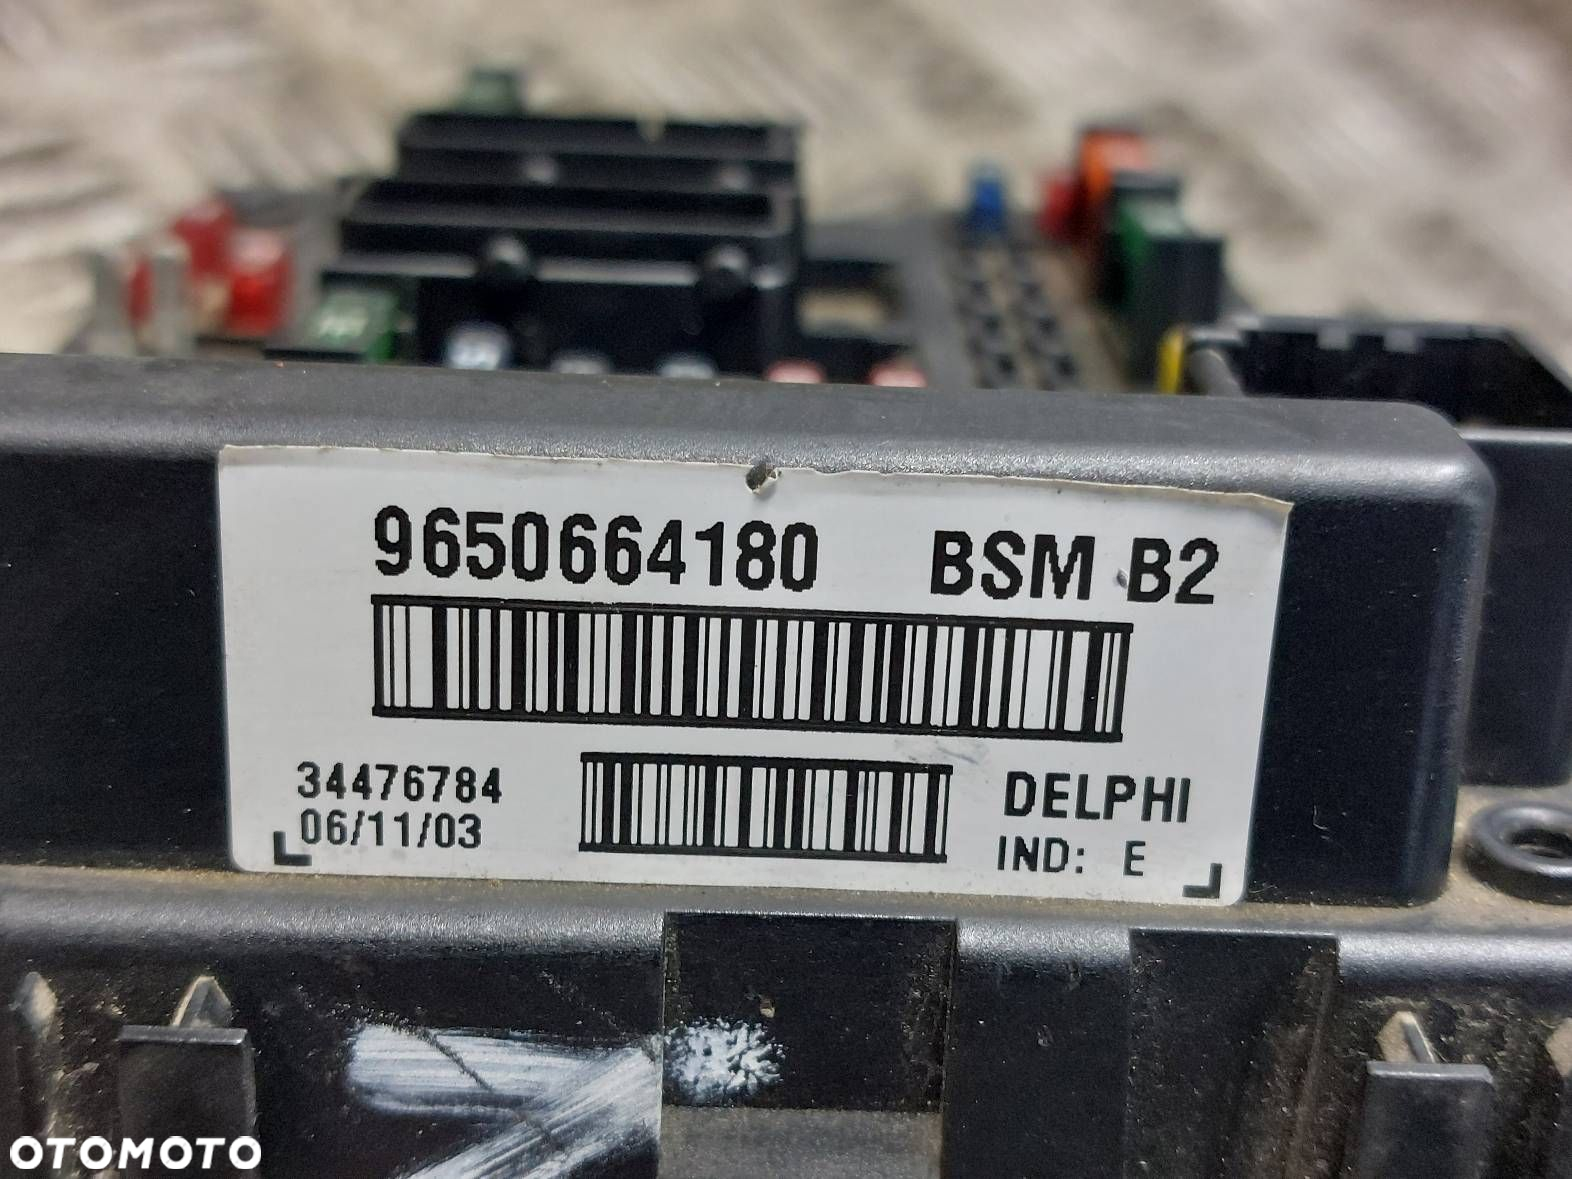 9650664180 BSM B2
34476784
06/11/03
DELPHI
IND: E
OTOMOTO